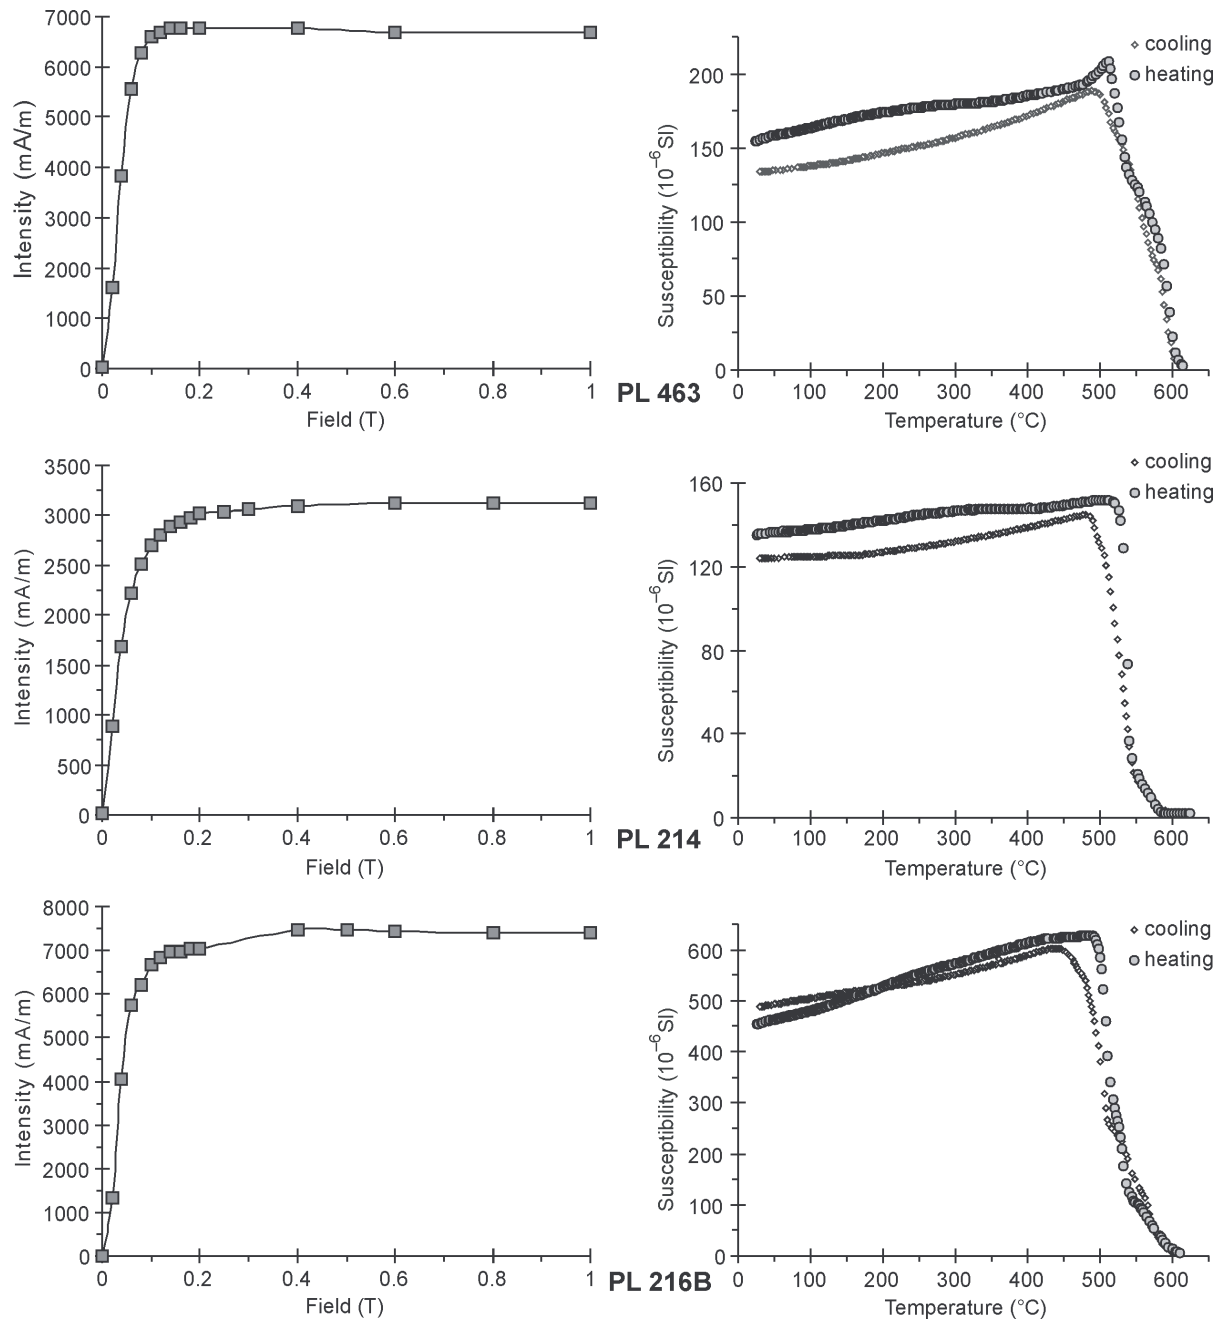 7000
6000
5000
4000
3000
2000
1000
0
Intensity (mA/m)
0 0.2 0.4 0.6 0.8 1
Field (T)
PL 463
cooling
heating
200
150
100
50
0
Susceptibility (10⁻⁶SI)
0 100 200 300 400 500 600
Temperature (°C)
3500
3000
2500
2000
1500
1000
500
0
Intensity (mA/m)
0 0.2 0.4 0.6 0.8 1
Field (T)
PL 214
cooling
heating
160
120
80
40
0
Susceptibility (10⁻⁶SI)
0 100 200 300 400 500 600
Temperature (°C)
8000
7000
6000
5000
4000
3000
2000
1000
0
Intensity (mA/m)
0 0.2 0.4 0.6 0.8 1
Field (T)
PL 216B
cooling
heating
600
500
400
300
200
100
0
Susceptibility (10⁻⁶SI)
0 100 200 300 400 500 600
Temperature (°C)